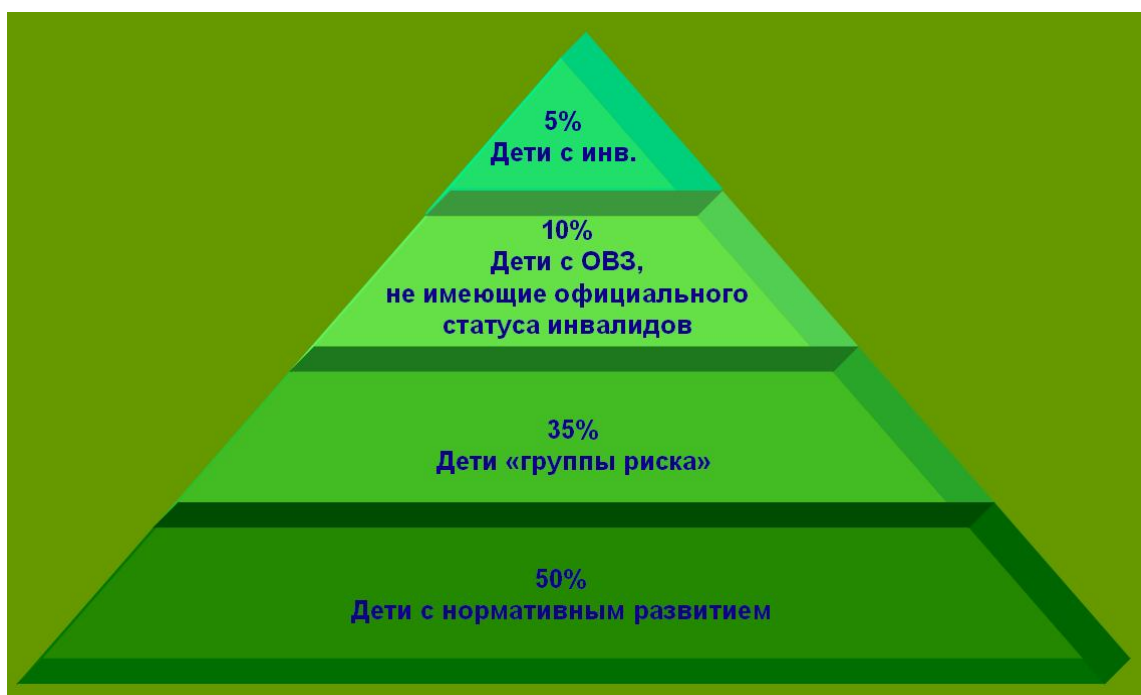 5%
Дети с инв.
10%
Дети с ОВЗ,
не имеющие официального
статуса инвалидов
35%
Дети «группы риска»
50%
Дети с нормативным развитием